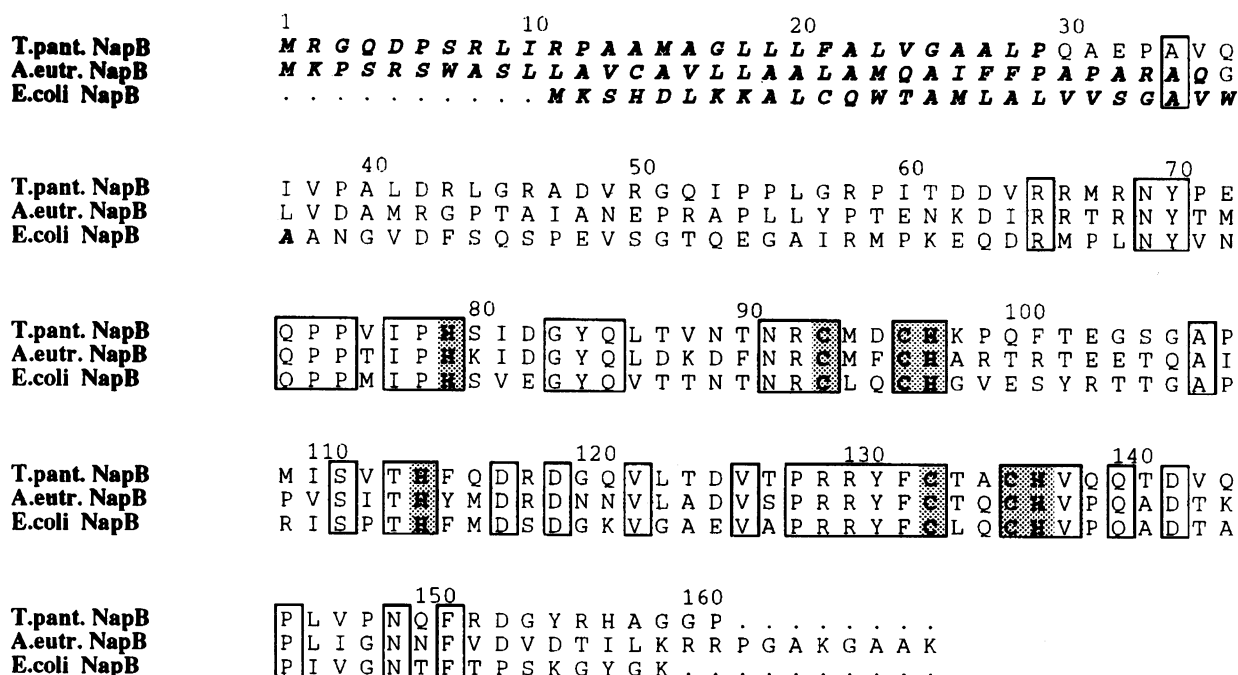 1 10 20 30
T.pant. NapB M R G Q D P S R L I R P A A M A G L L L F A L V G A A L P Q A E P A V Q
A.eutr. NapB M K P S R S W A S L L A V C A V L L A A L A M Q A I F F P A P A R A Q G
E.coli NapB . . . . . . . . . . M K S H D L K K A L C Q W T A M L A L V V S G A V W
40 50 60 70
T.pant. NapB I V P A L D R L G R A D V R G Q I P P L G R P I T D D V R R M R N Y P E
A.eutr. NapB L V D A M R G P T A I A N E P R A P L L Y P T E N K D I R R T R N Y T M
E.coli NapB A A N G V D F S Q S P E V S G T Q E G A I R M P K E Q D R M P L N Y V N
80 90 100
T.pant. NapB Q P P V I P H S I D G Y Q L T V N T N R C M D C H K P Q F T E G S G A P
A.eutr. NapB Q P P T I P H K I D G Y Q L D K D F N R C M F C H A R T R T E E T Q A I
E.coli NapB Q P P M I P H S V E G Y Q V T T N T N R C L Q C H G V E S Y R T T G A P
110 120 130 140
T.pant. NapB M I S V T H F Q D R D G Q V L T D V T P R R Y F C T A C H V Q Q T D V Q
A.eutr. NapB P V S I T H Y M D R D N N V L A D V S P R R Y F C T Q C H V P Q A D T K
E.coli NapB R I S P T H F M D S D G K V G A E V A P R R Y F C L Q C H V P Q A D T A
150 160
T.pant. NapB P L V P N Q F R D G Y R H A G G P . . . . . . . .
A.eutr. NapB P L I G N N F V D V D T I L K R R P G A K G A A K
E.coli NapB P I V G N T F T P S K G Y G K . . . . . . . . . .